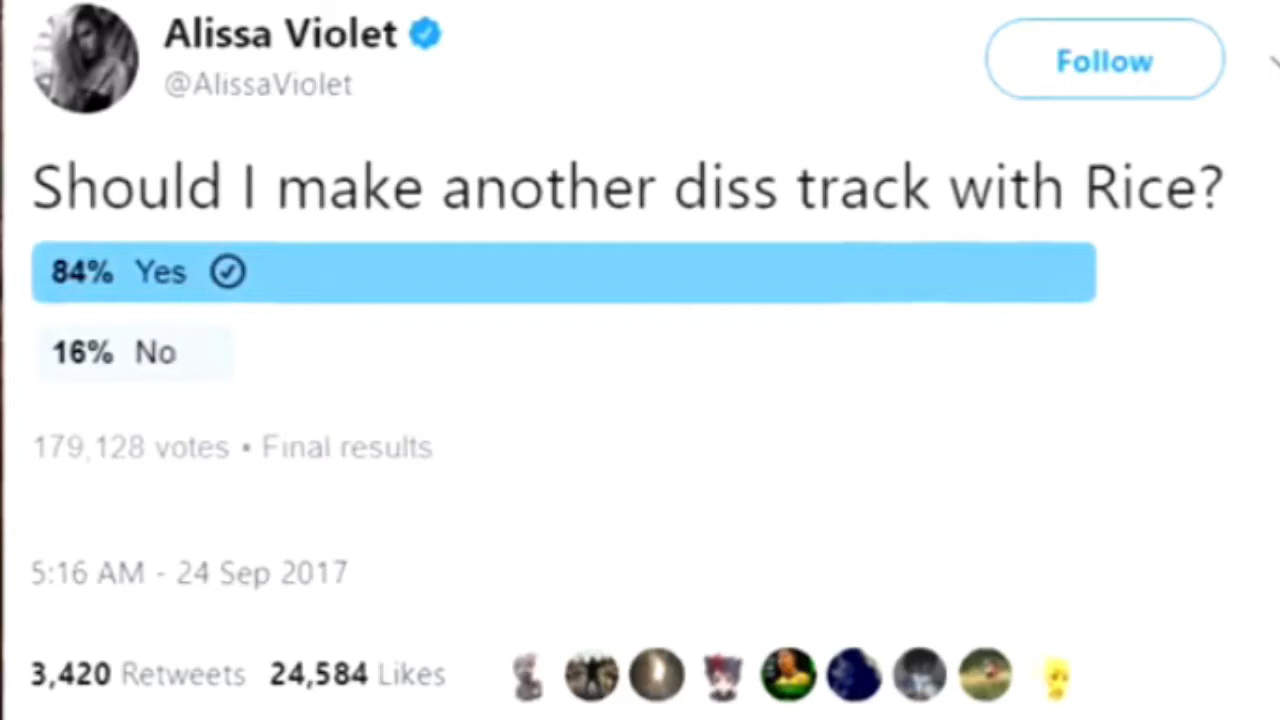 Alissa Violet
@AlissaViolet
Follow
Should I make another diss track with Rice?
84% Yes
16% No
179,128 votes • Final results
5:16 AM - 24 Sep 2017
3,420 Retweets 24,584 Likes